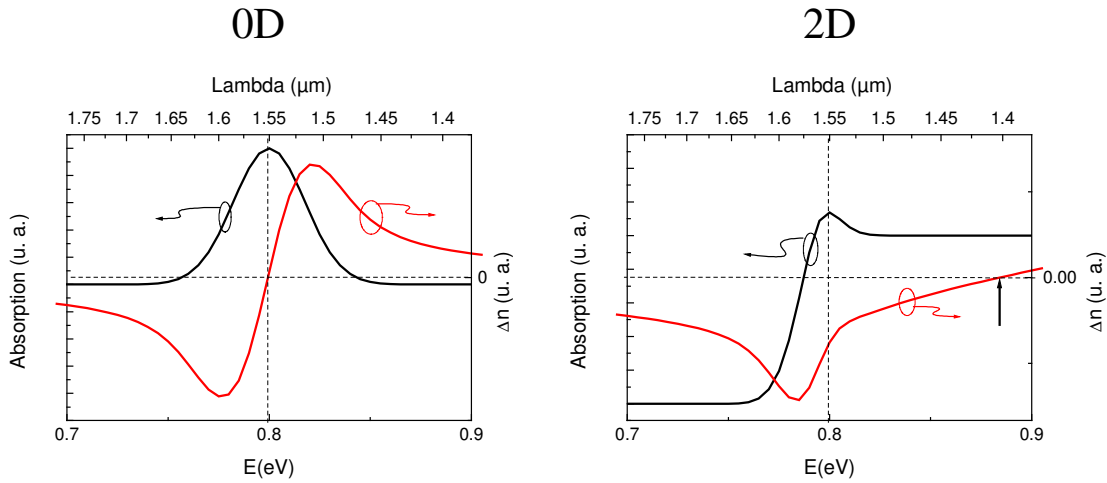 0D
Lambda (µm)
1.75 1.7 1.65 1.6 1.55 1.5 1.45 1.4
Absorption (u. a.)
0
Δn (u. a.)
0.7 0.8 0.9
E(eV)
2D
Lambda (µm)
1.75 1.7 1.65 1.6 1.55 1.5 1.45 1.4
Absorption (u. a.)
0.00
Δn (u. a.)
0.7 0.8 0.9
E(eV)